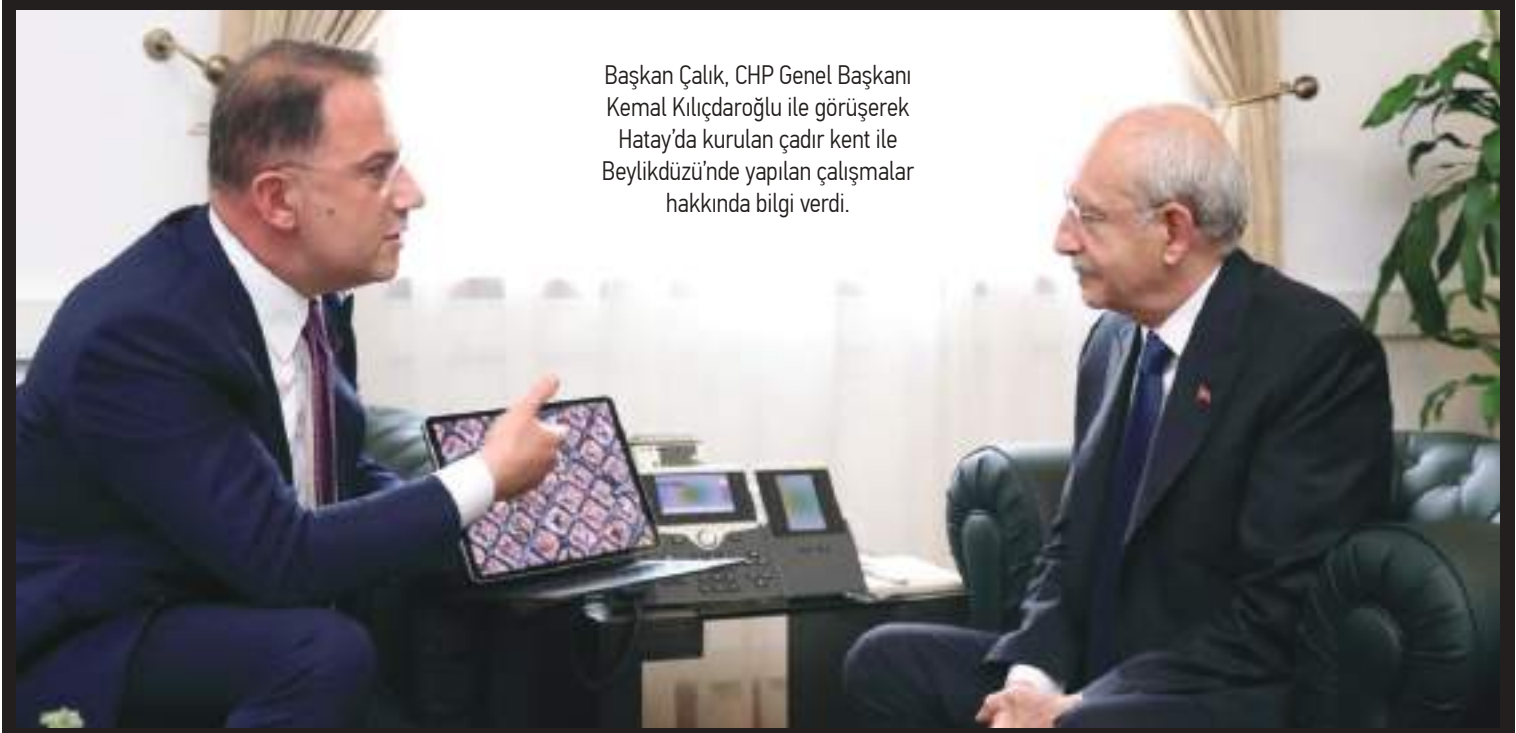 Başkan Çalık, CHP Genel Başkanı
Kemal Kılıçdaroğlu ile görüşerek
Hatay’da kurulan çadır kent ile
Beylikdüzü’nde yapılan çalışmalar
hakkında bilgi verdi.